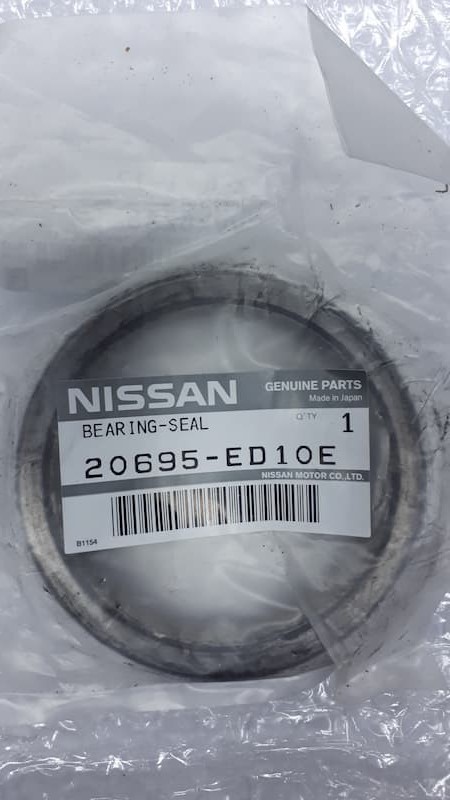 NISSAN
GENUINE PARTS
Made in Japan
BEARING-SEAL
Q'TY 1
20695-ED10E
NISSAN MOTOR CO.,LTD.
B1154